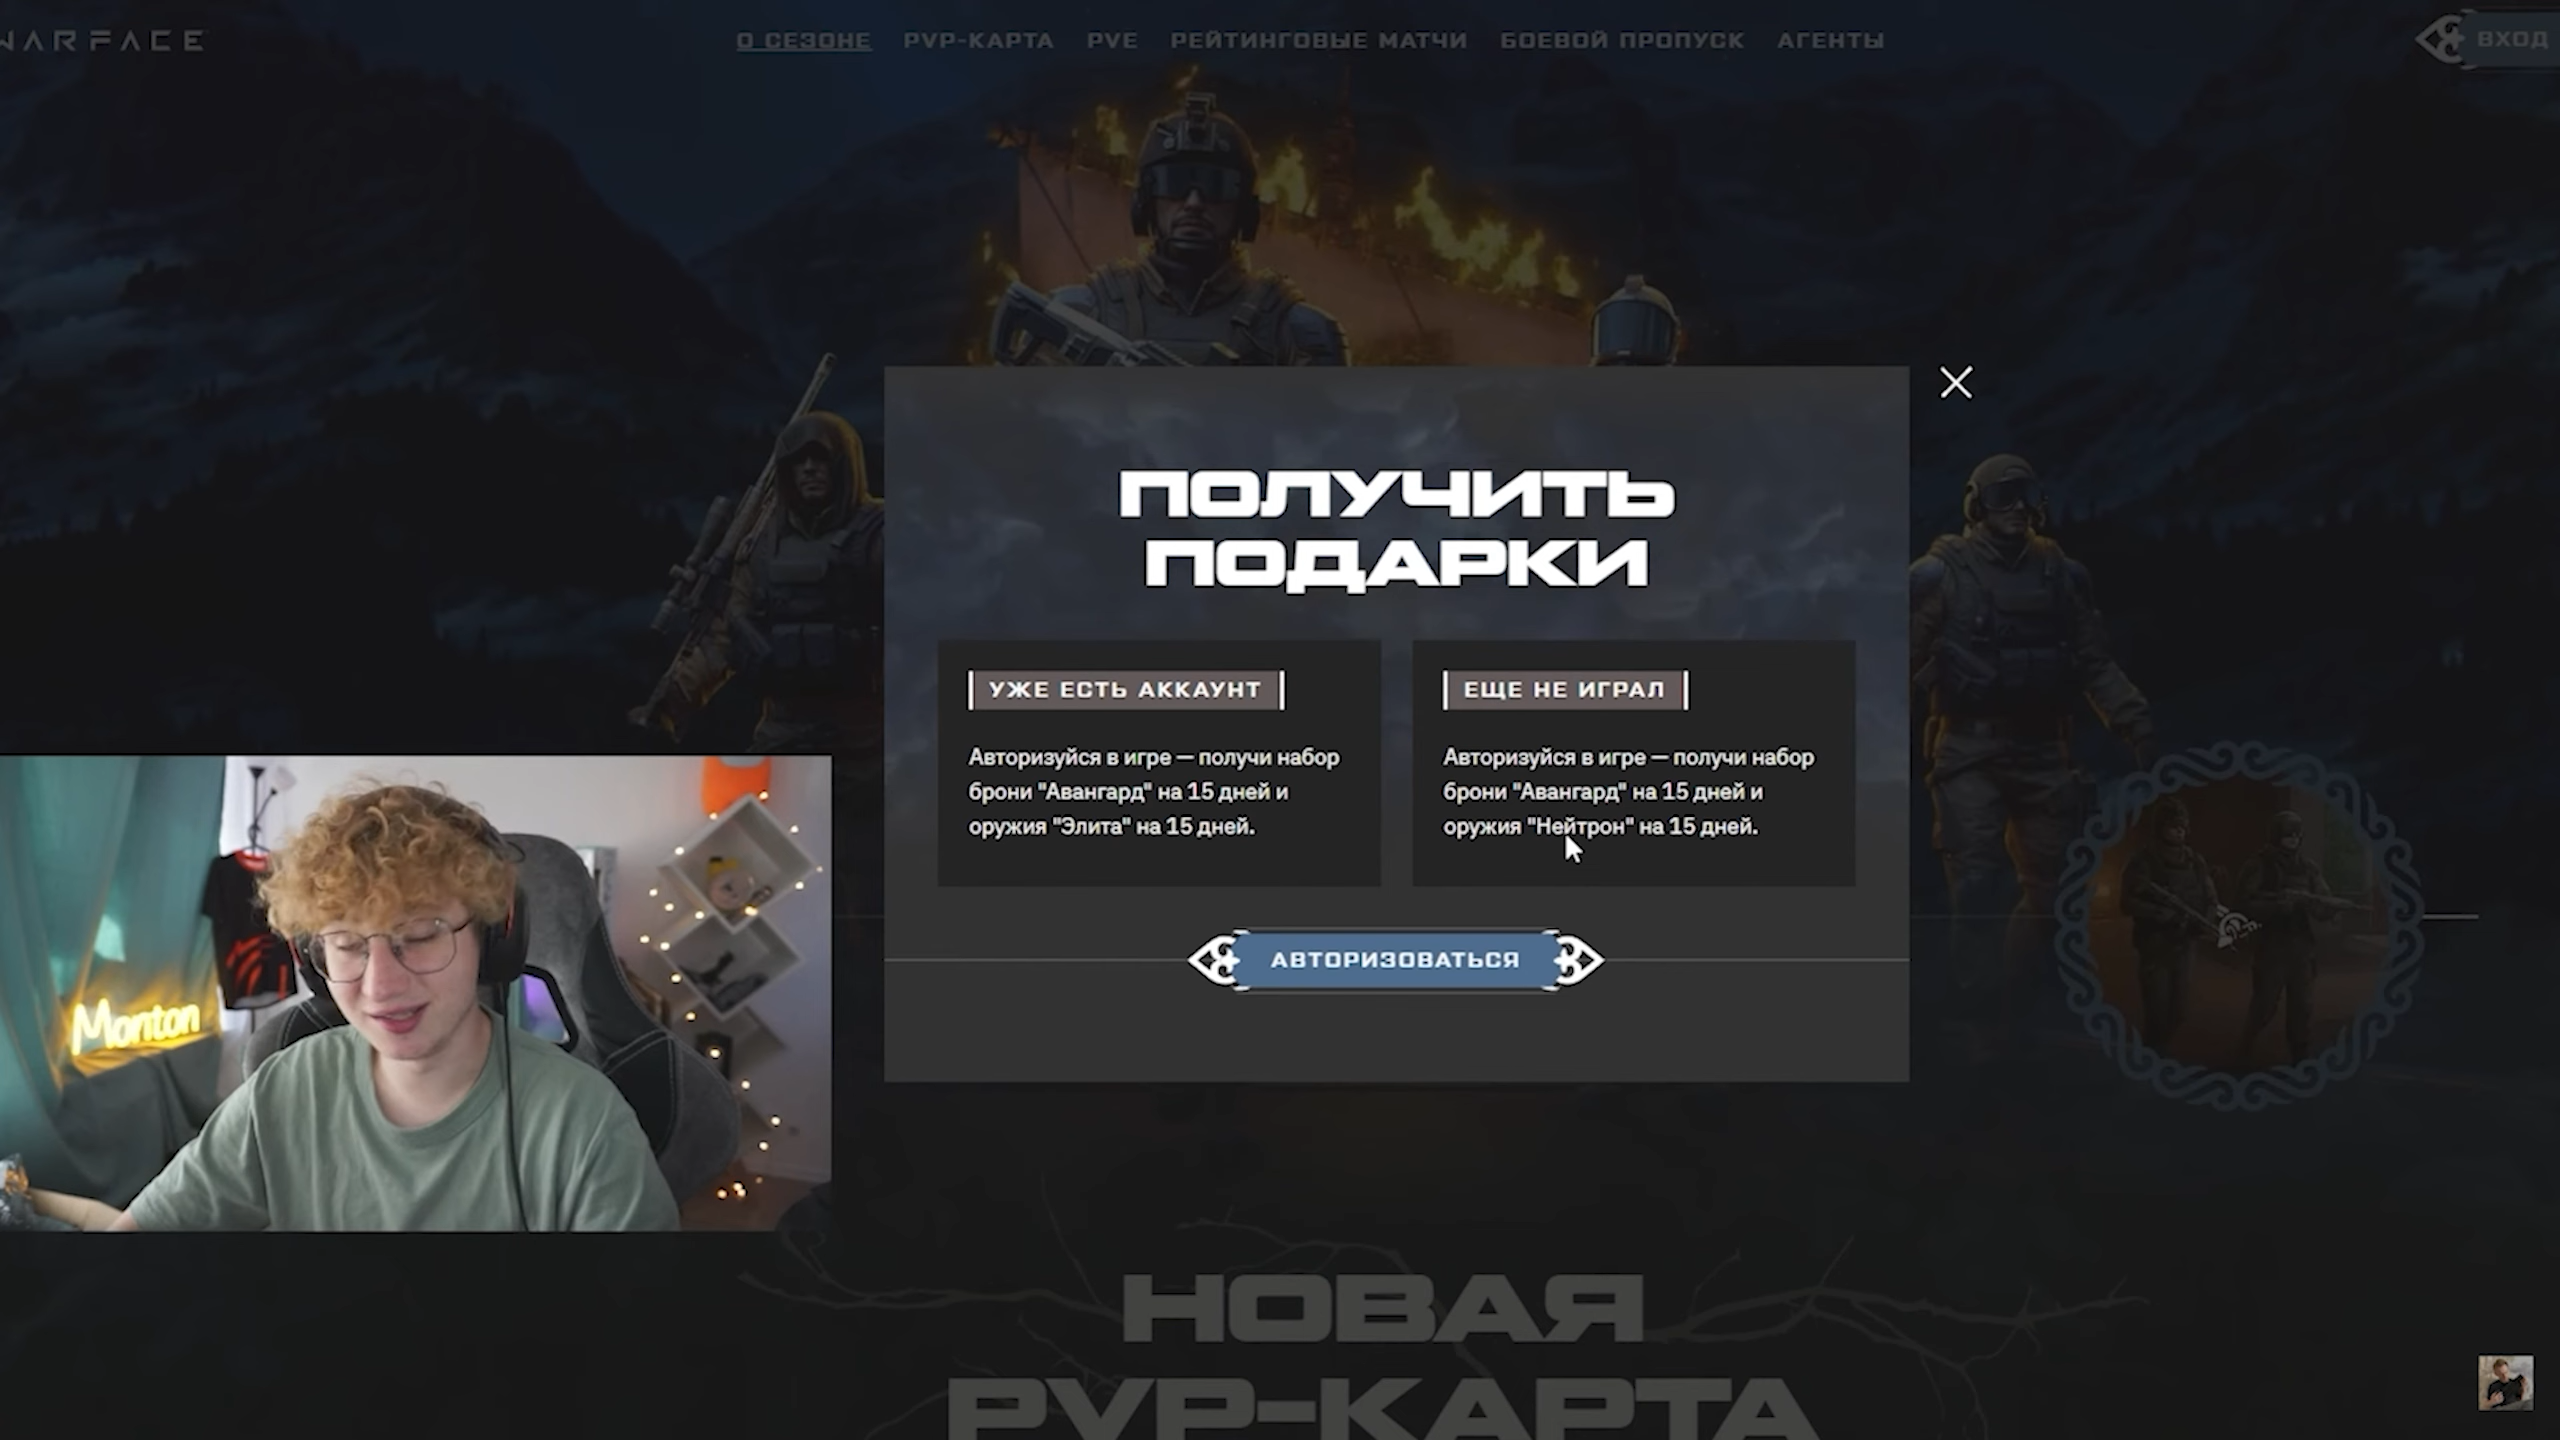 WARFACE
О СЕЗОНЕ PVP-КАРТА PVE РЕЙТИНГОВЫЕ МАТЧИ БОЕВОЙ ПРОПУСК АГЕНТЫ
ВХОД
ПОЛУЧИТЬ
ПОДАРКИ
УЖЕ ЕСТЬ АККАУНТ
Авторизуйся в игре — получи набор
брони "Авангард" на 15 дней и
оружия "Элита" на 15 дней.
ЕЩЕ НЕ ИГРАЛ
Авторизуйся в игре — получи набор
брони "Авангард" на 15 дней и
оружия "Нейтрон" на 15 дней.
АВТОРИЗОВАТЬСЯ
Monton
НОВАЯ
PVP-КАРТА